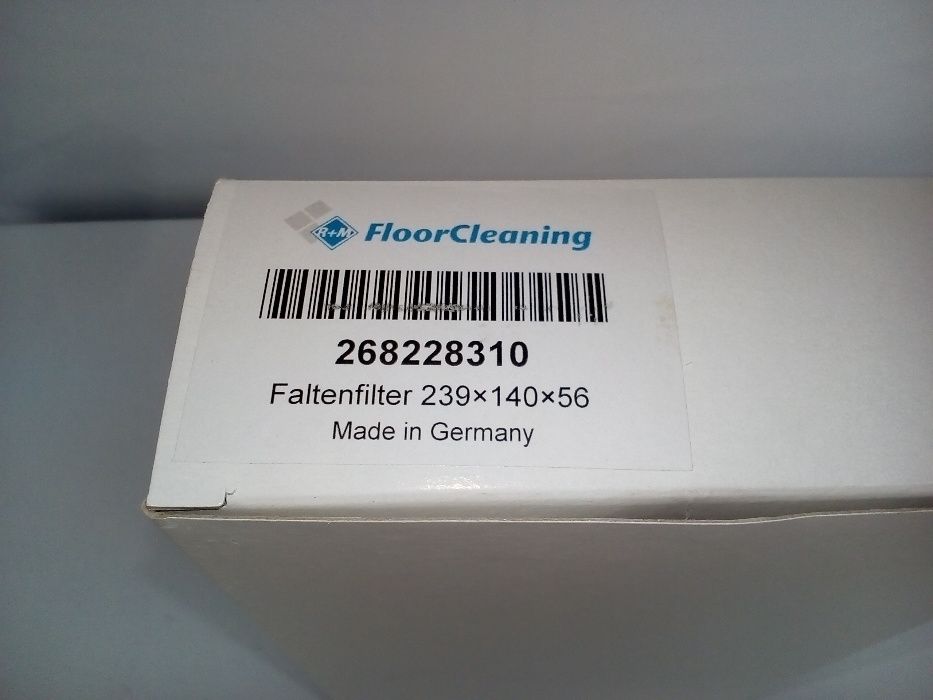 R+M FloorCleaning
268228310
Faltenfilter 239×140×56
Made in Germany